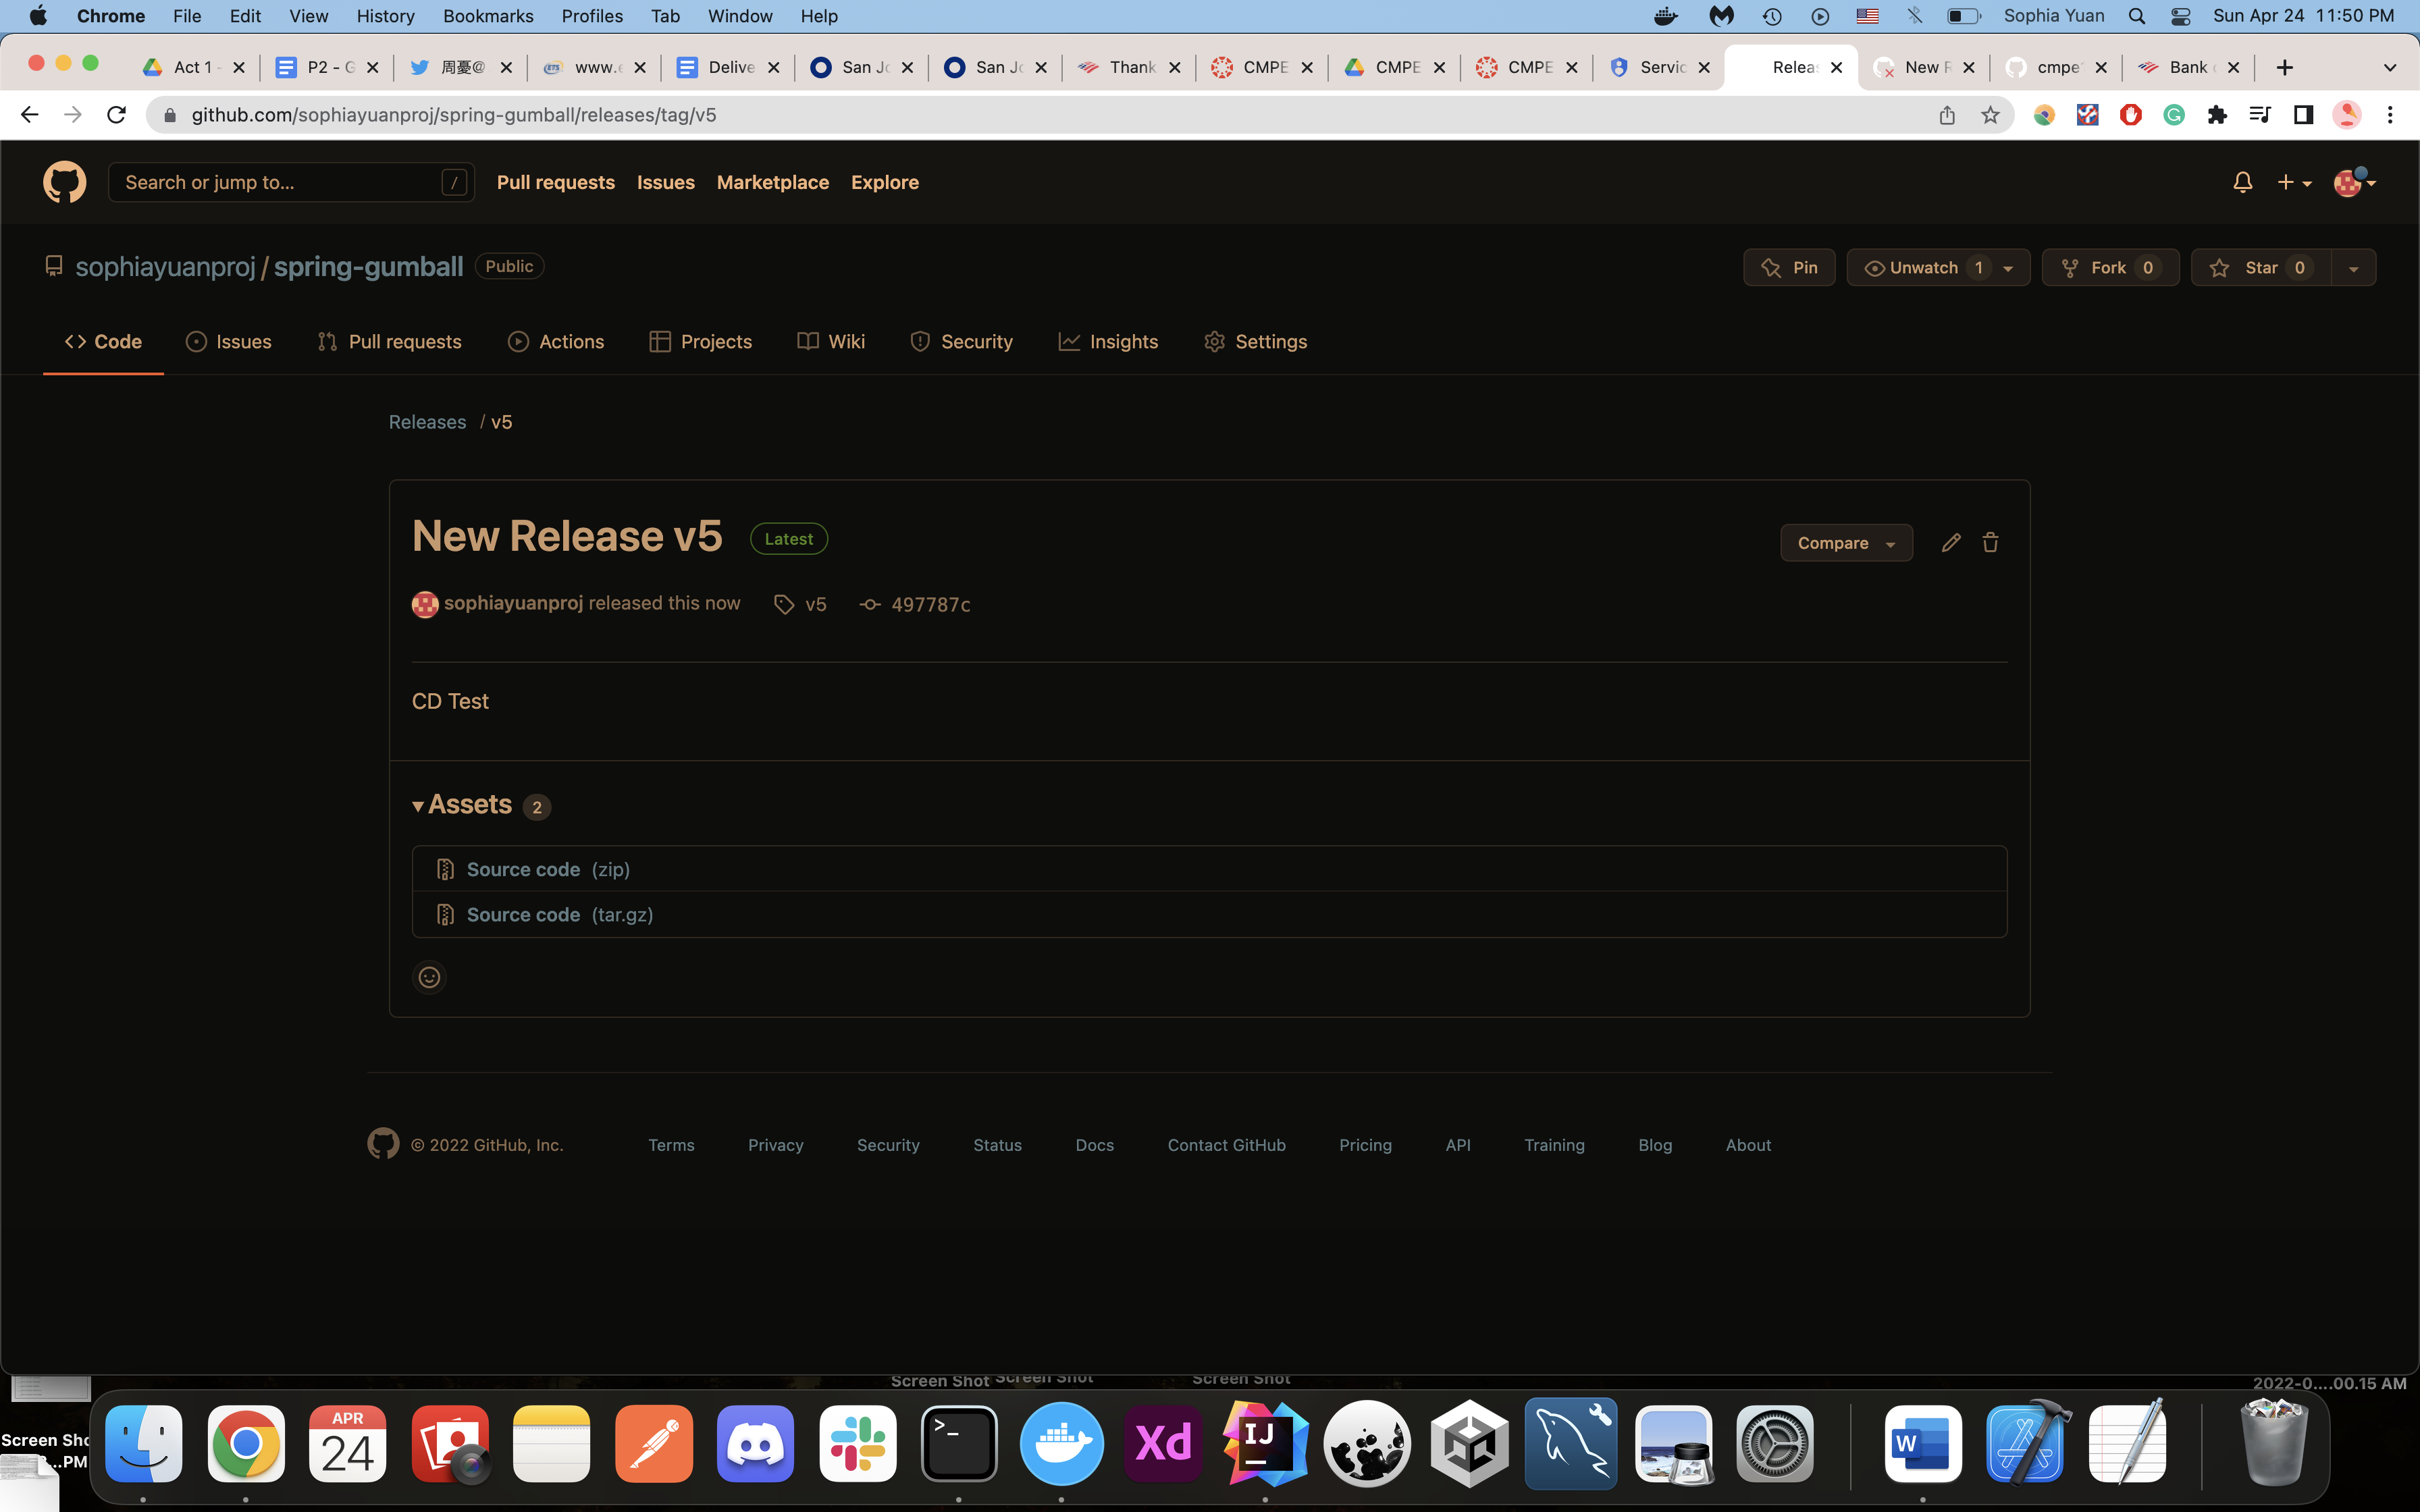 Chrome File Edit View History Bookmarks Profiles Tab Window Help Sophia Yuan Sun Apr 24 11:50 PM
Act 1 - P2 - G 周憂@ www.e Delive San Jo San Jo Thank CMPE CMPE CMPE Servic Releas New R cmpe Bank
github.com/sophiayuanproj/spring-gumball/releases/tag/v5
Search or jump to... / Pull requests Issues Marketplace Explore
sophiayuanproj / spring-gumball Public Pin Unwatch 1 Fork 0 Star 0
Code Issues Pull requests Actions Projects Wiki Security Insights Settings
Releases / v5
New Release v5 Latest Compare
sophiayuanproj released this now v5 497787c
CD Test
Assets 2
Source code (zip)
Source code (tar.gz)
© 2022 GitHub, Inc. Terms Privacy Security Status Docs Contact GitHub Pricing API Training Blog About
Screen Shot Screen Shot Screen Shot 2022-0....00.15 AM
Screen Sho
...PM
APR
24
>_
Xd
IJ
W